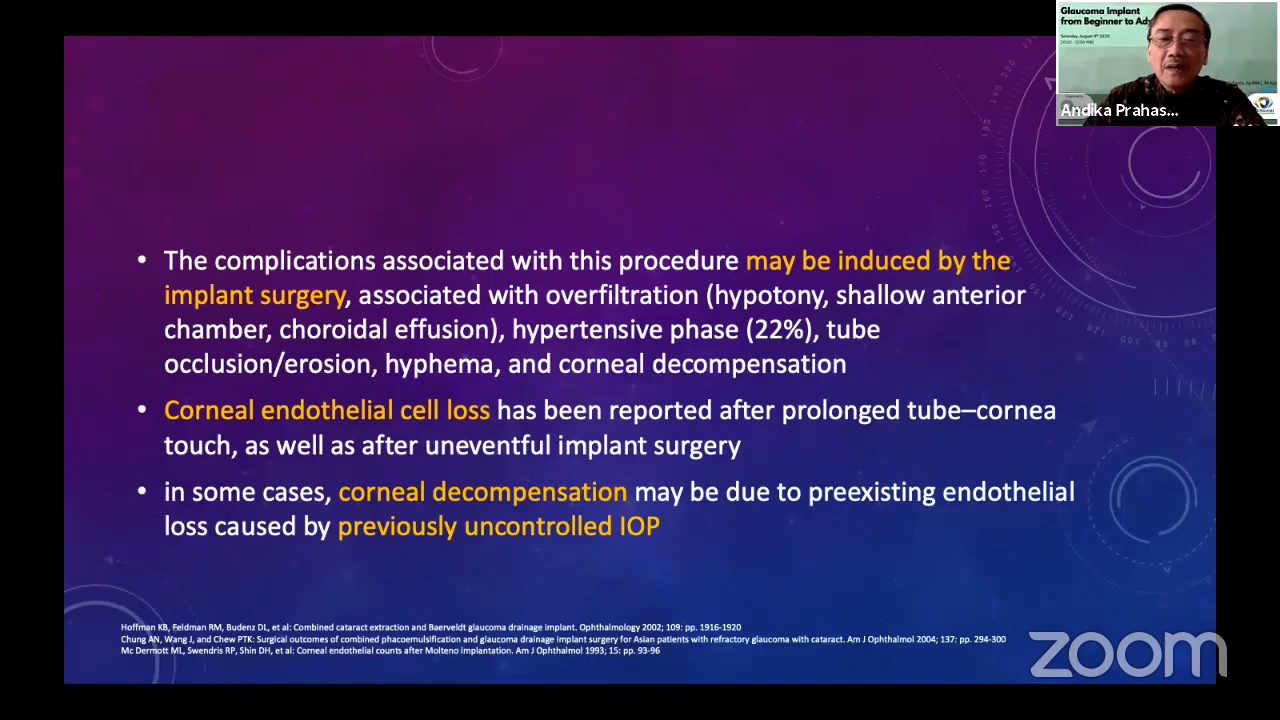 Glaucoma Implant
from Beginner to Ad
Saturday, August 8th 2020
Andika Prahas...
• The complications associated with this procedure may be induced by the
implant surgery, associated with overfiltration (hypotony, shallow anterior
chamber, choroidal effusion), hypertensive phase (22%), tube
occlusion/erosion, hyphema, and corneal decompensation
• Corneal endothelial cell loss has been reported after prolonged tube–cornea
touch, as well as after uneventful implant surgery
• in some cases, corneal decompensation may be due to preexisting endothelial
loss caused by previously uncontrolled IOP
Hoffman KB, Feldman RM, Budenz DL, et al: Combined cataract extraction and Baerveldt glaucoma drainage implant. Ophthalmology 2002; 109: pp. 1916-1920
Chung AN, Wang J, and Chew PTK: Surgical outcomes of combined phacoemulsification and glaucoma drainage implant surgery for Asian patients with refractory glaucoma with cataract. Am J Ophthalmol 2004; 137: pp. 294-300
Mc Dermott ML, Swendris RP, Shin DH, et al: Corneal endothelial counts after Molteno implantation. Am J Ophthalmol 1993; 15: pp. 93-96
zoom